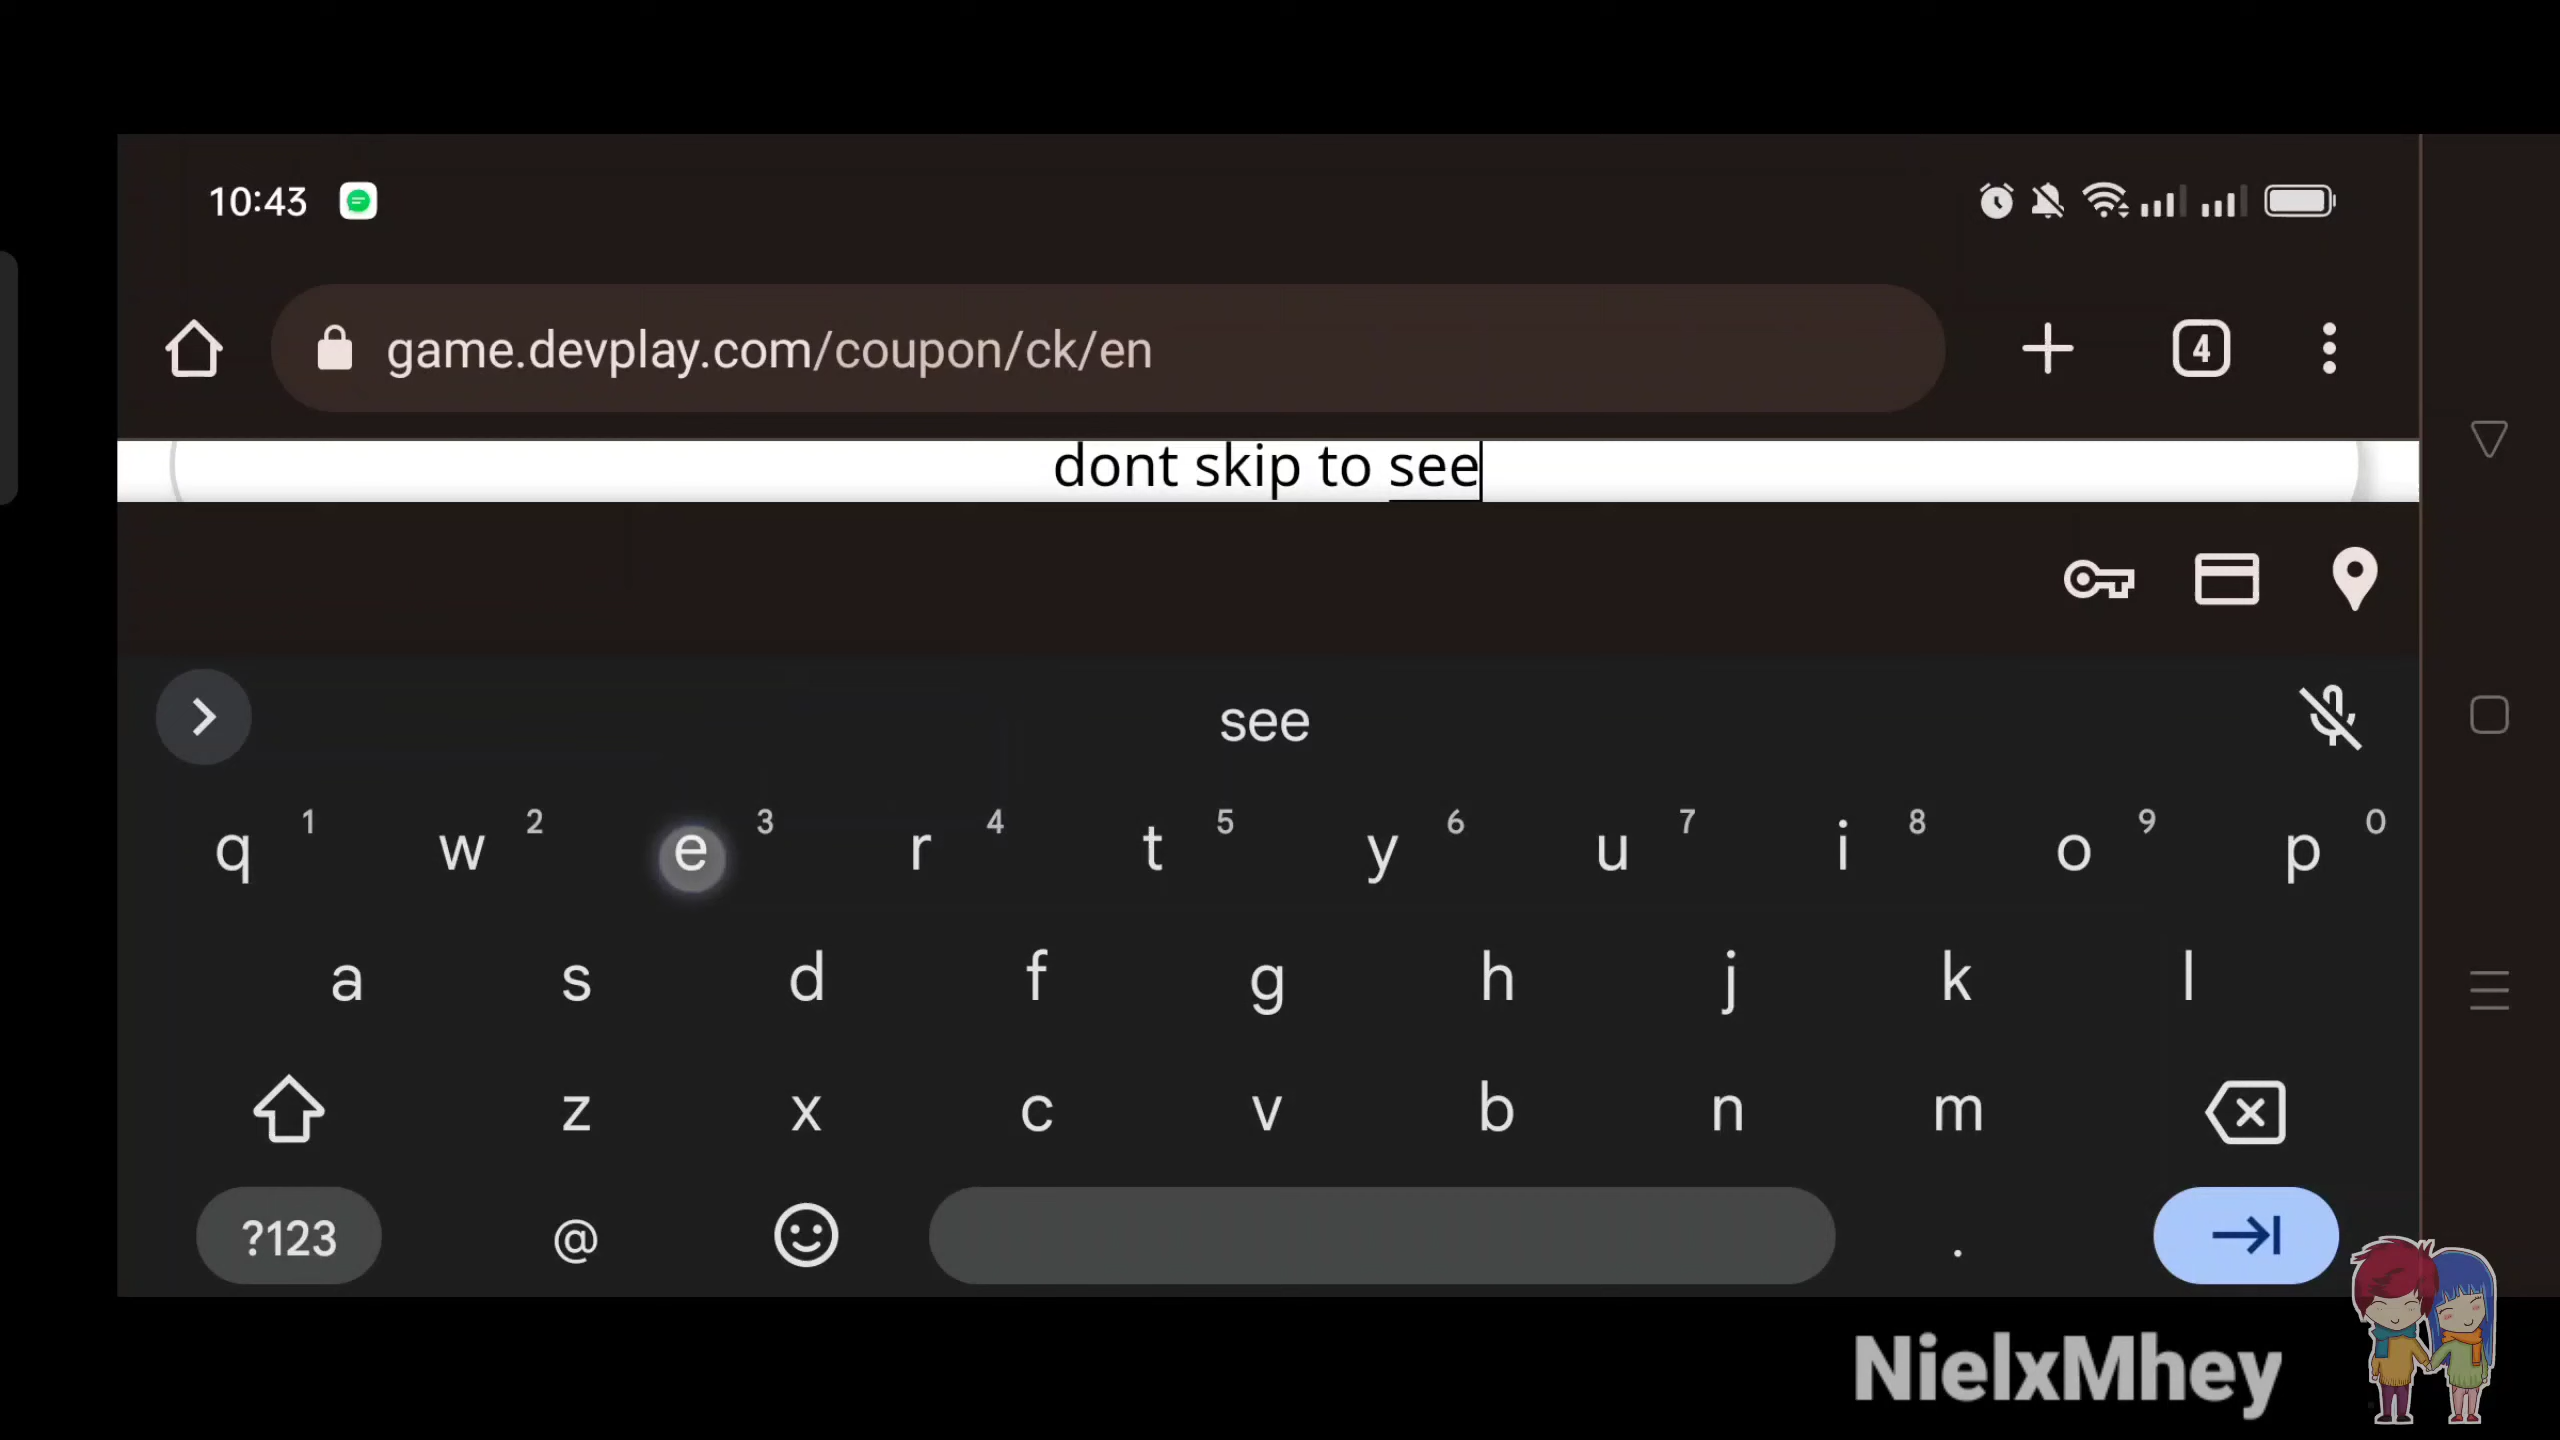 10:43
game.devplay.com/coupon/ck/en
4
dont skip to see
see
q 1 w 2 e 3 r 4 t 5 y 6 u 7 i 8 o 9 p 0
a s d f g h j k l
z x c v b n m
?123 @ .
NielxMhey